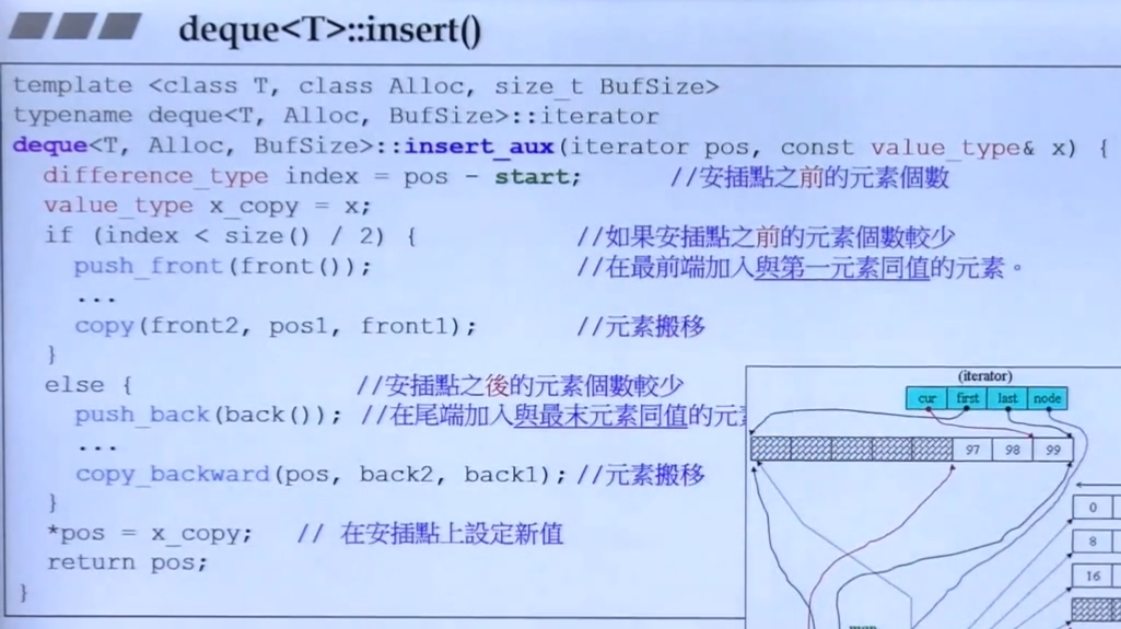 deque<T>::insert()
template <class T, class Alloc, size_t BufSize>
typename deque<T, Alloc, BufSize>::iterator
deque<T, Alloc, BufSize>::insert_aux(iterator pos, const value_type& x) {
difference_type index = pos - start; //安插點之前的元素個數
value_type x_copy = x;
if (index < size() / 2) { //如果安插點之前的元素個數較少
push_front(front()); //在最前端加入與第一元素同值的元素。
...
copy(front2, pos1, front1); //元素搬移
}
else { //安插點之後的元素個數較少
push_back(back()); //在尾端加入與最末元素同值的元
...
copy_backward(pos, back2, back1); //元素搬移
}
*pos = x_copy; // 在安插點上設定新值
return pos;
}
(iterator)
cur first last node
97 98 99
0
8
16
map